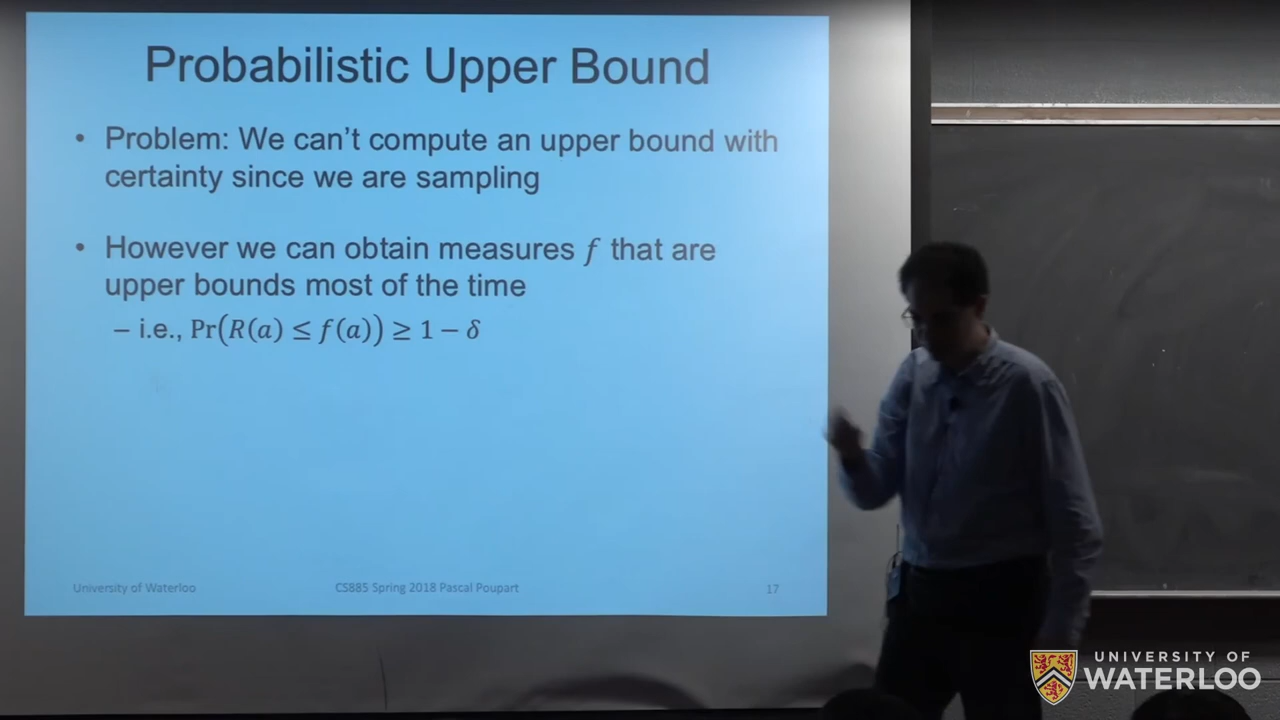 Probabilistic Upper Bound
• Problem: We can't compute an upper bound with
certainty since we are sampling
• However we can obtain measures f that are
upper bounds most of the time
– i.e., Pr(R(a) ≤ f(a)) ≥ 1 − δ
University of Waterloo CS885 Spring 2018 Pascal Poupart 17
UNIVERSITY OF
WATERLOO